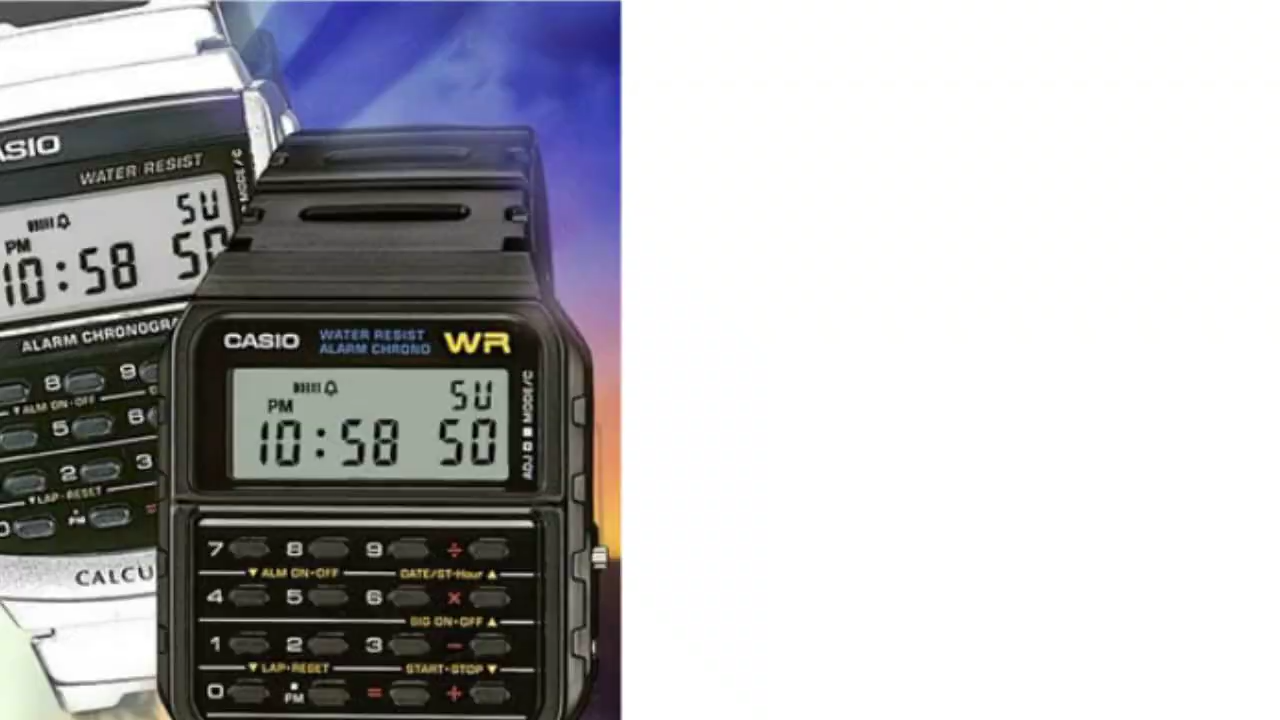 ASIO
WATER RESIST
MODE/C
SU
PM
10:58 50
ALARM CHRONOGRA
8 9
▼ALM ON•OFF
5 6
2 3
▼LAP•RESET
0 • PM =
CALCU
CASIO WATER RESIST WR
ALARM CHRONO
SU
PM
10:58 50
ADJ MODE/C
7 8 9 ÷
▼ ALM ON•OFF DATE/ST-Hour ▲
4 5 6 ×
SIG ON•OFF ▲
1 2 3 −
▼ LAP•RESET START•STOP ▼
0 • PM = +